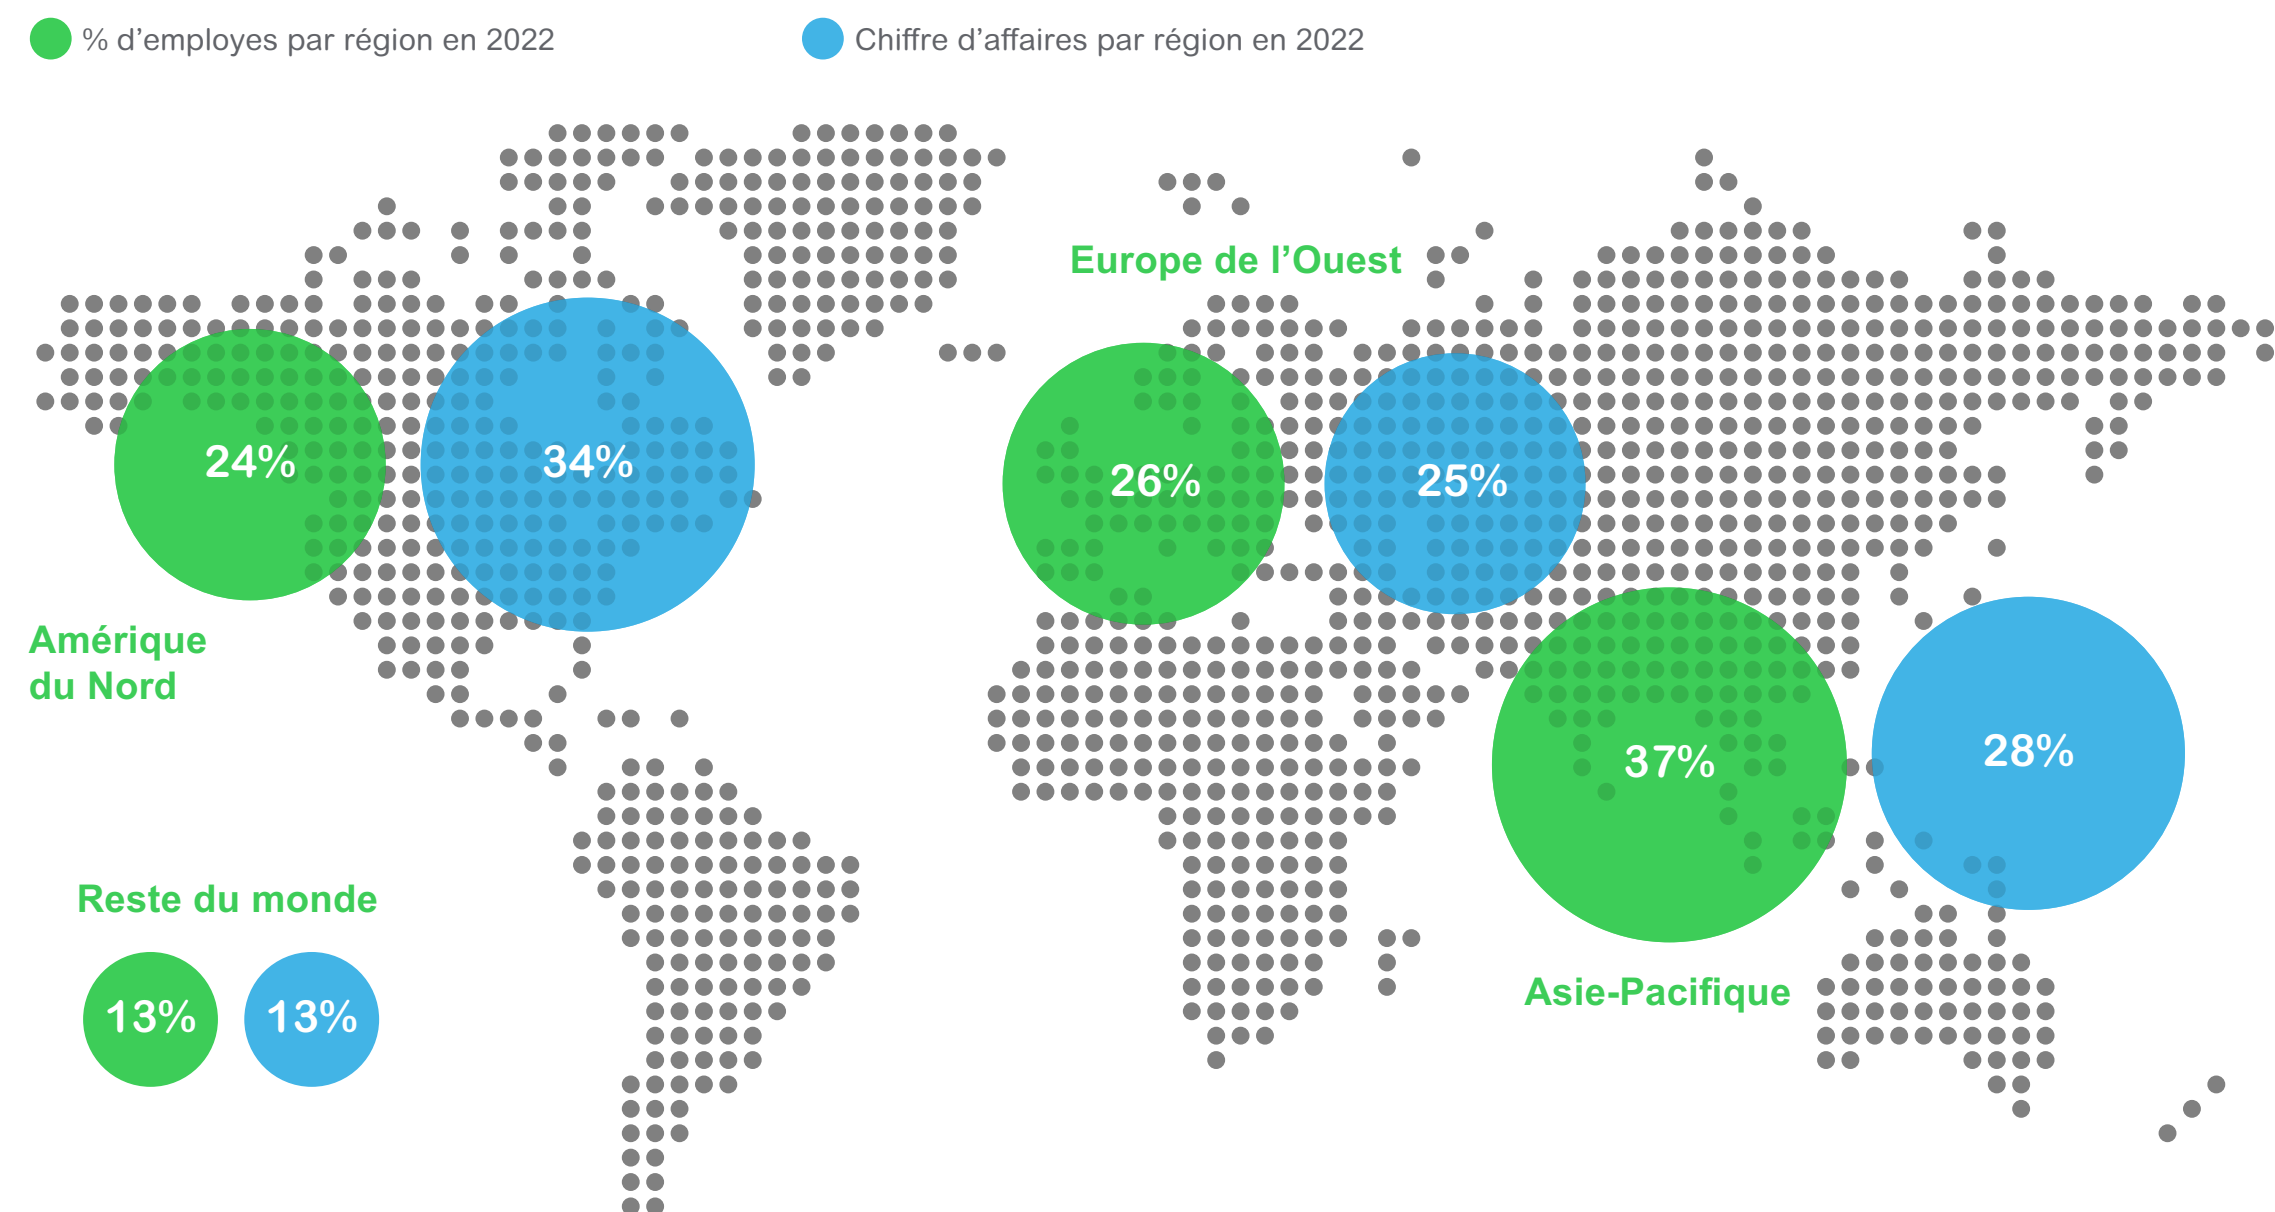 % d’employes par région en 2022
Chiffre d’affaires par région en 2022
Europe de l’Ouest
24%
34%
26%
25%
Amérique
du Nord
37%
28%
Reste du monde
Asie-Pacifique
13%
13%